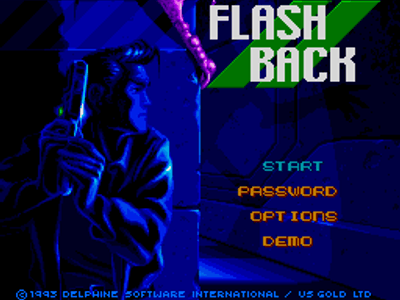 FLASH
BACK
START
PASSWORD
OPTIONS
DEMO
©1993 DELPHINE SOFTWARE INTERNATIONAL / US GOLD LTD